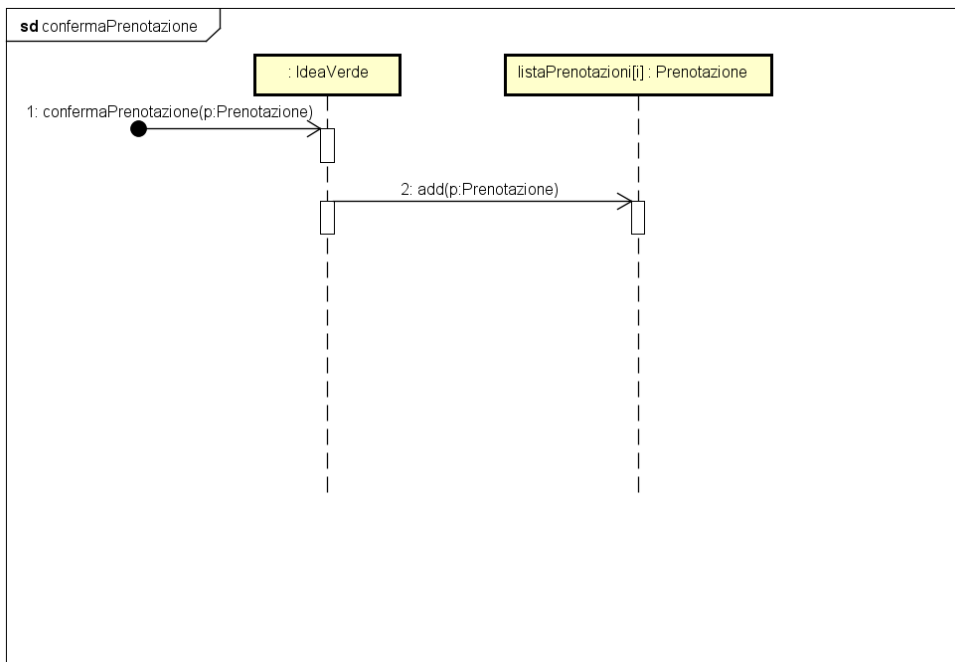 sd confermaPrenotazione
: IdeaVerde
listaPrenotazioni[i] : Prenotazione
1: confermaPrenotazione(p:Prenotazione)
2: add(p:Prenotazione)